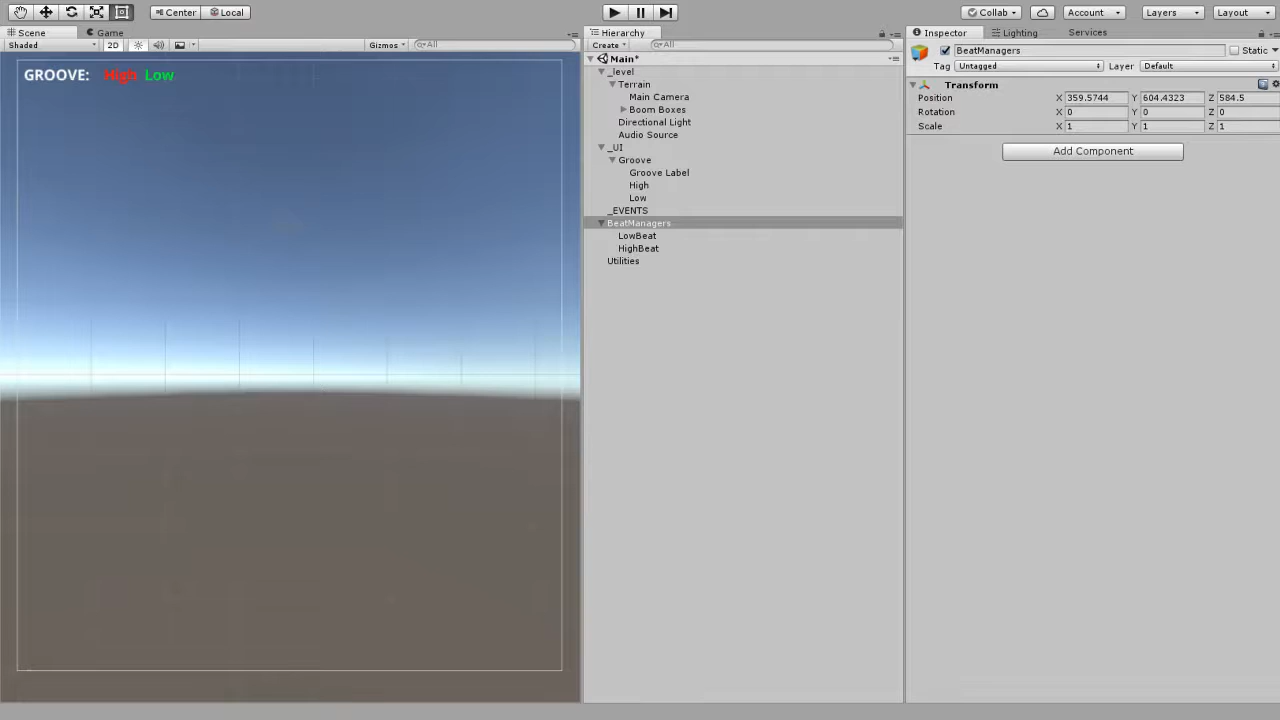 Center Local
Collab Account Layers Layout
Scene Game
Shaded 2D Gizmos All
GROOVE: High Low
Hierarchy
Create All
Main*
_level
Terrain
Main Camera
Boom Boxes
Directional Light
Audio Source
_UI
Groove
Groove Label
High
Low
_EVENTS
BeatManagers
LowBeat
HighBeat
Utilities
Inspector Lighting Services
BeatManagers Static
Tag Untagged Layer Default
Transform
Position X 359.5744 Y 604.4323 Z 584.5
Rotation X 0 Y 0 Z 0
Scale X 1 Y 1 Z 1
Add Component